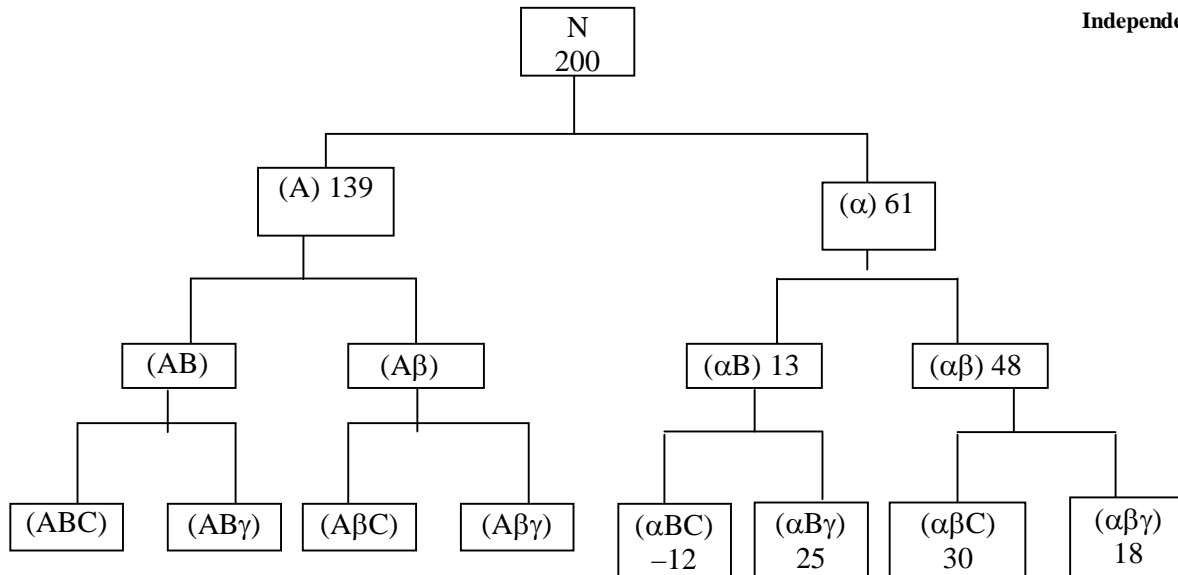 Independe
N
200
(A) 139
(α) 61
(AB)
(Aβ)
(αB) 13
(αβ) 48
(ABC)
(ABγ)
(AβC)
(Aβγ)
(αBC)
–12
(αBγ)
25
(αβC)
30
(αβγ)
18